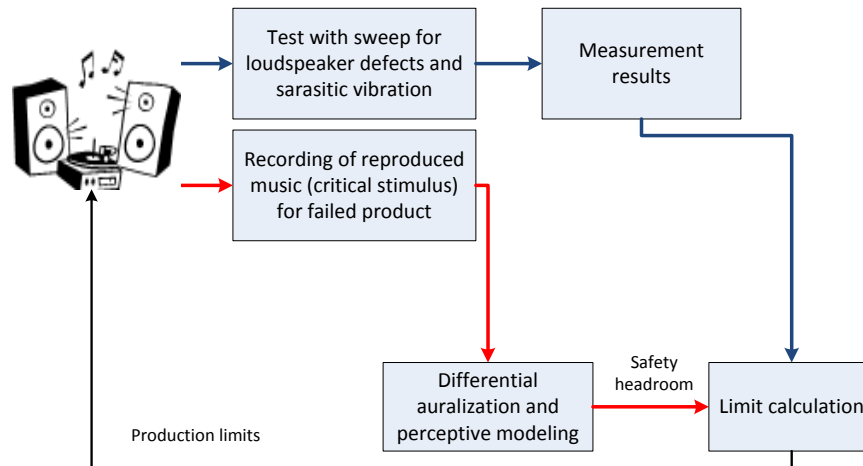 Test with sweep for
loudspeaker defects and
sarasitic vibration
Measurement
results
Recording of reproduced
music (critical stimulus)
for failed product
Differential
auralization and
perceptive modeling
Safety
headroom
Limit calculation
Production limits